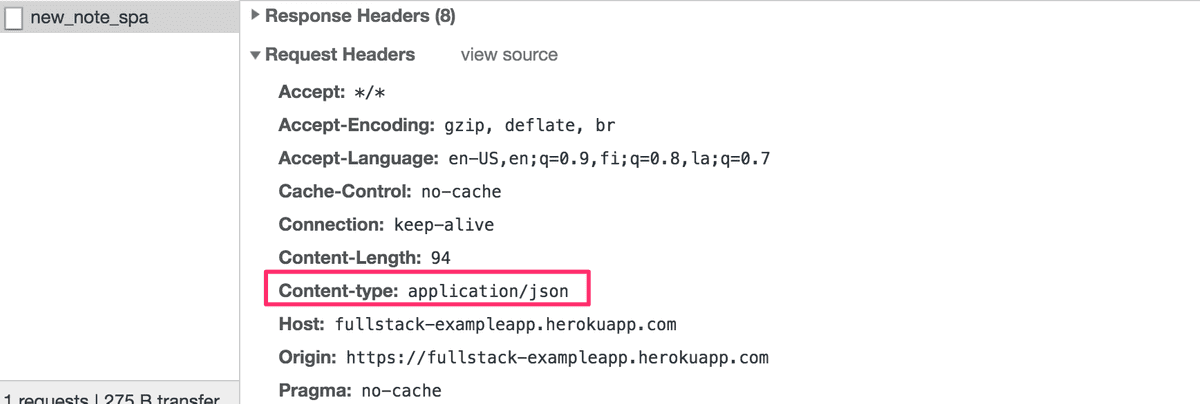 new_note_spa
Response Headers (8)
Request Headers view source
Accept: */*
Accept-Encoding: gzip, deflate, br
Accept-Language: en-US,en;q=0.9,fi;q=0.8,la;q=0.7
Cache-Control: no-cache
Connection: keep-alive
Content-Length: 94
Content-type: application/json
Host: fullstack-exampleapp.herokuapp.com
Origin: https://fullstack-exampleapp.herokuapp.com
Pragma: no-cache
1 requests | 275 B transfer